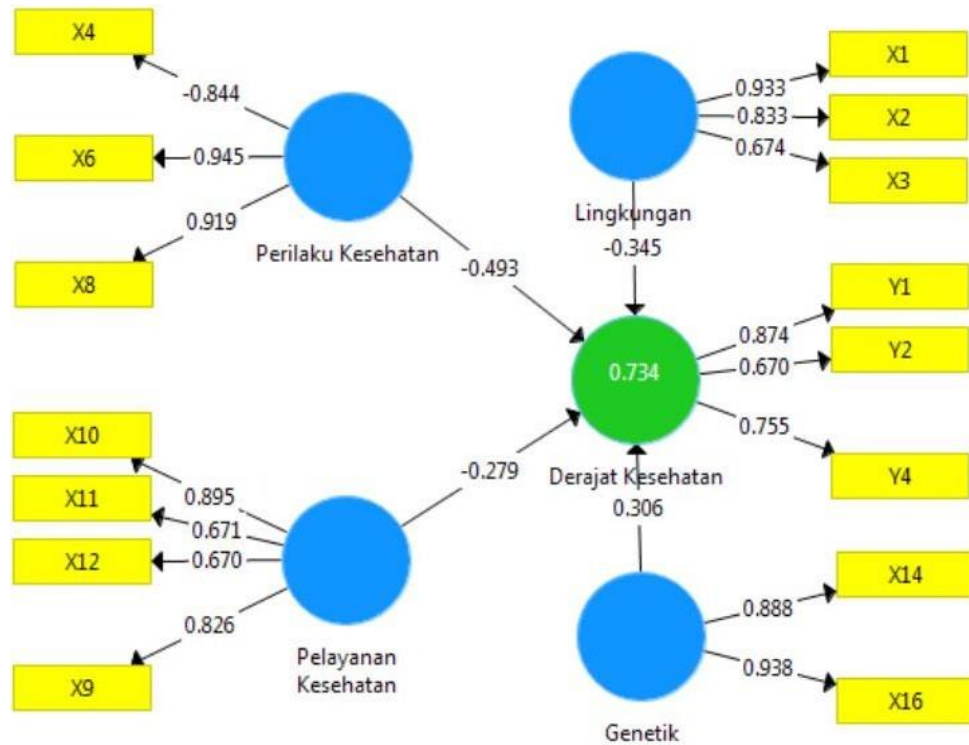 X4
-0.844
X6
0.945
0.919
X8
Perilaku Kesehatan
-0.493
X1
0.933
X2
0.833
0.674
X3
Lingkungan
-0.345
Y1
0.874
Y2
0.670
0.734
0.755
Derajat Kesehatan
Y4
0.306
X10
0.895
X11
0.671
X12
0.670
0.826
X9
-0.279
Pelayanan
Kesehatan
X14
0.888
0.938
X16
Genetik